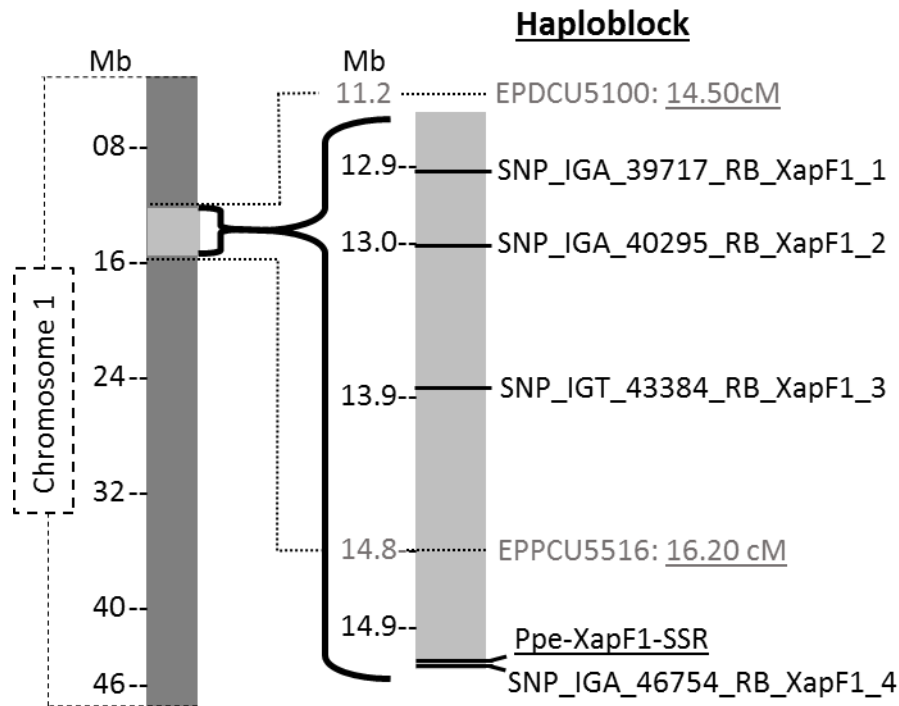 Haploblock
Mb
Mb
11.2
EPDCU5100: 14.50cM
08--
12.9--
SNP_IGA_39717_RB_XapF1_1
13.0--
SNP_IGA_40295_RB_XapF1_2
16--
Chromosome 1
24--
13.9--
SNP_IGT_43384_RB_XapF1_3
32--
14.8--
EPPCU5516: 16.20 cM
40--
14.9--
Ppe-XapF1-SSR
46--
SNP_IGA_46754_RB_XapF1_4